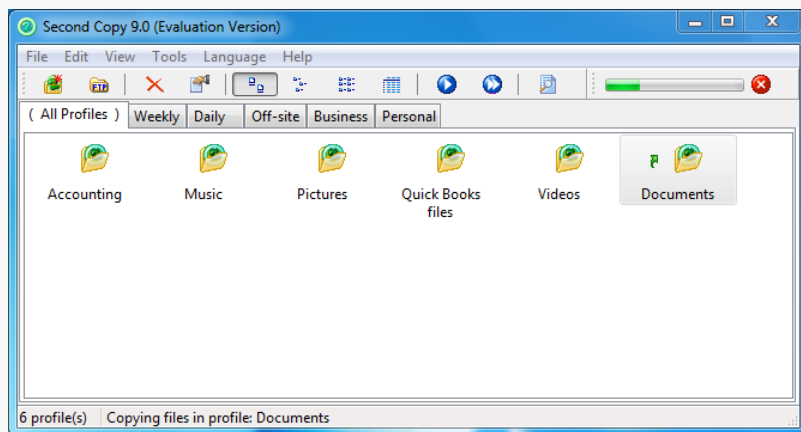 Second Copy 9.0 (Evaluation Version)
File Edit View Tools Language Help
FTP
( All Profiles ) Weekly Daily Off-site Business Personal
Accounting Music Pictures Quick Books files Videos Documents
6 profile(s) Copying files in profile: Documents